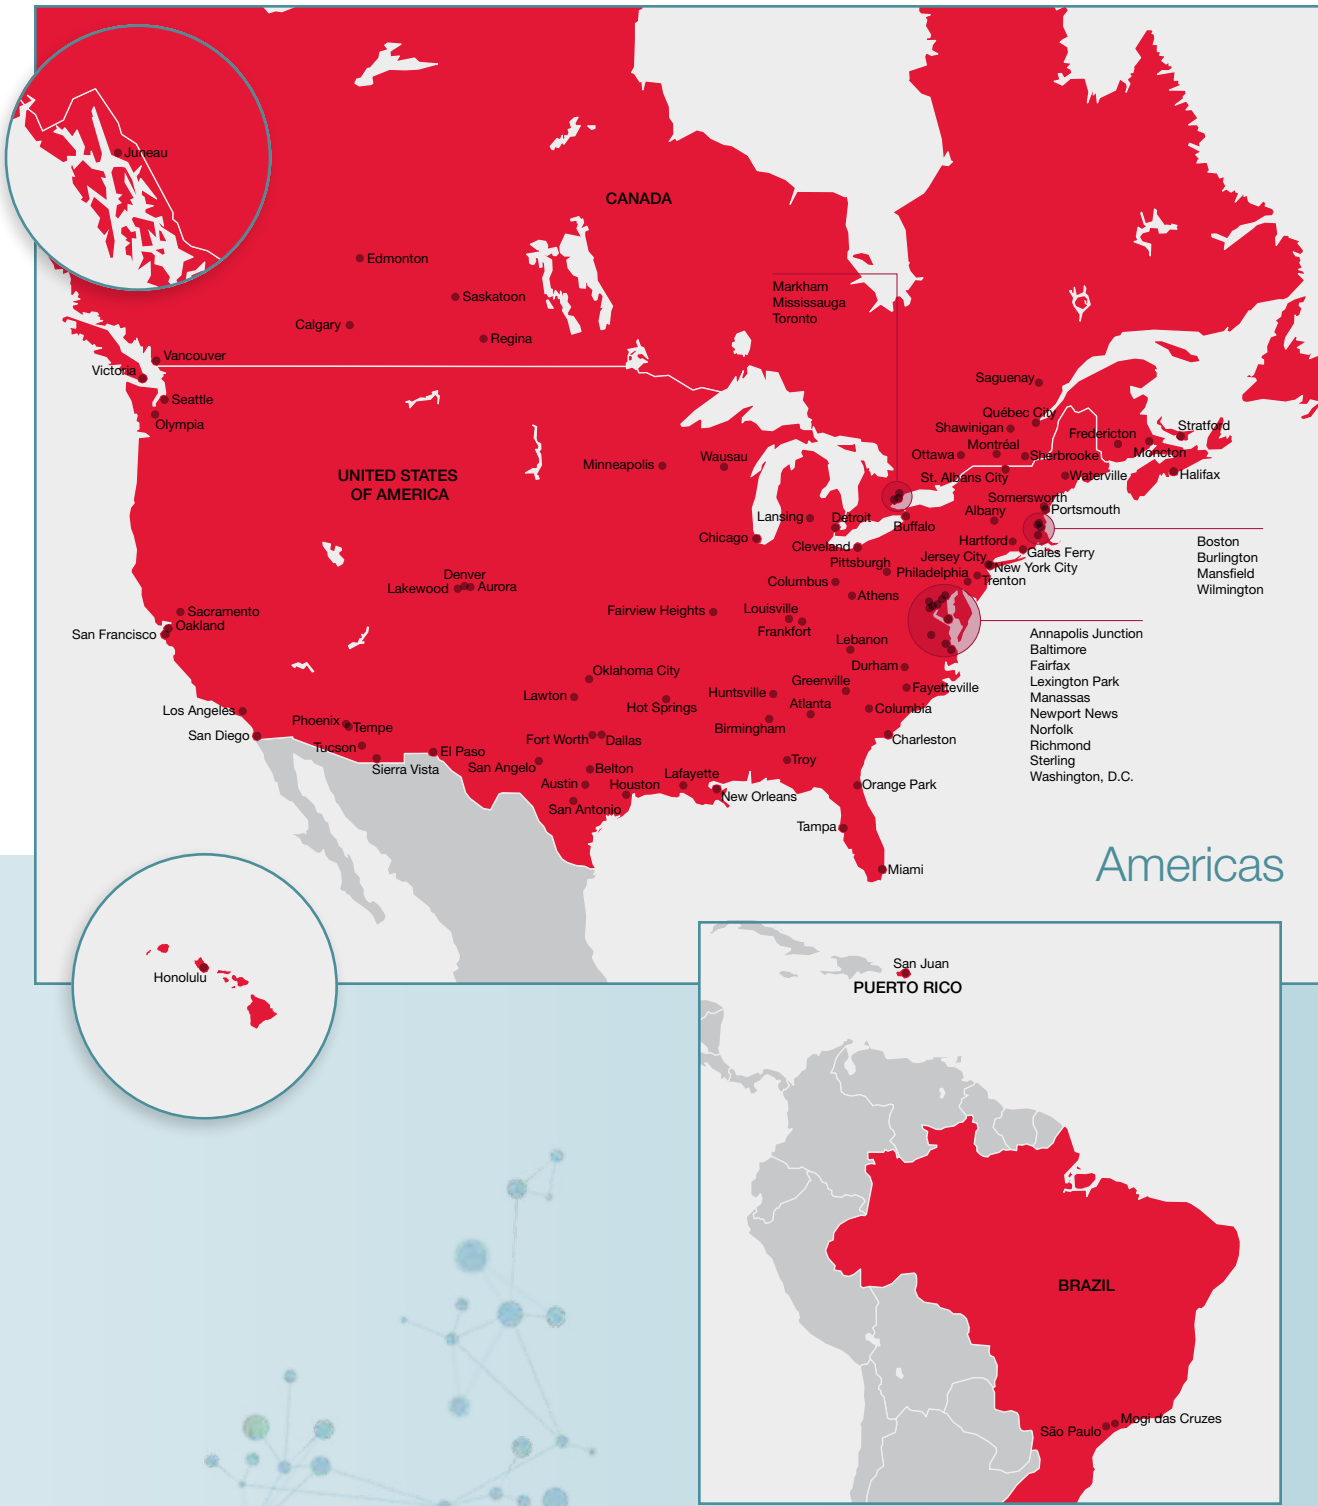 Juneau
CANADA
Edmonton
Saskatoon
Calgary
Regina
Markham
Mississauga
Toronto
Vancouver
Victoria
Seattle
Olympia
Saguenay
Québec City
Shawinigan
Montréal
Ottawa
Sherbrooke
Fredericton
Stratford
Moncton
Halifax
St. Albans City
Waterville
UNITED STATES
OF AMERICA
Minneapolis
Wausau
Somersworth
Portsmouth
Albany
Lansing
Detroit
Buffalo
Chicago
Cleveland
Hartford
Gales Ferry
Boston
Burlington
Mansfield
Wilmington
Pittsburgh
Jersey City
New York City
Philadelphia
Trenton
Denver
Lakewood
Aurora
Columbus
Athens
Sacramento
Oakland
San Francisco
Fairview Heights
Louisville
Frankfort
Lebanon
Annapolis Junction
Baltimore
Fairfax
Lexington Park
Manassas
Newport News
Norfolk
Richmond
Sterling
Washington, D.C.
Oklahoma City
Lawton
Hot Springs
Huntsville
Greenville
Durham
Fayetteville
Los Angeles
San Diego
Phoenix
Tempe
Tucson
Sierra Vista
El Paso
Fort Worth
Dallas
Birmingham
Atlanta
Columbia
Charleston
San Angelo
Belton
Austin
Houston
Lafayette
San Antonio
New Orleans
Troy
Orange Park
Tampa
Miami
Americas
Honolulu
San Juan
PUERTO RICO
BRAZIL
São Paulo
Mogi das Cruzes